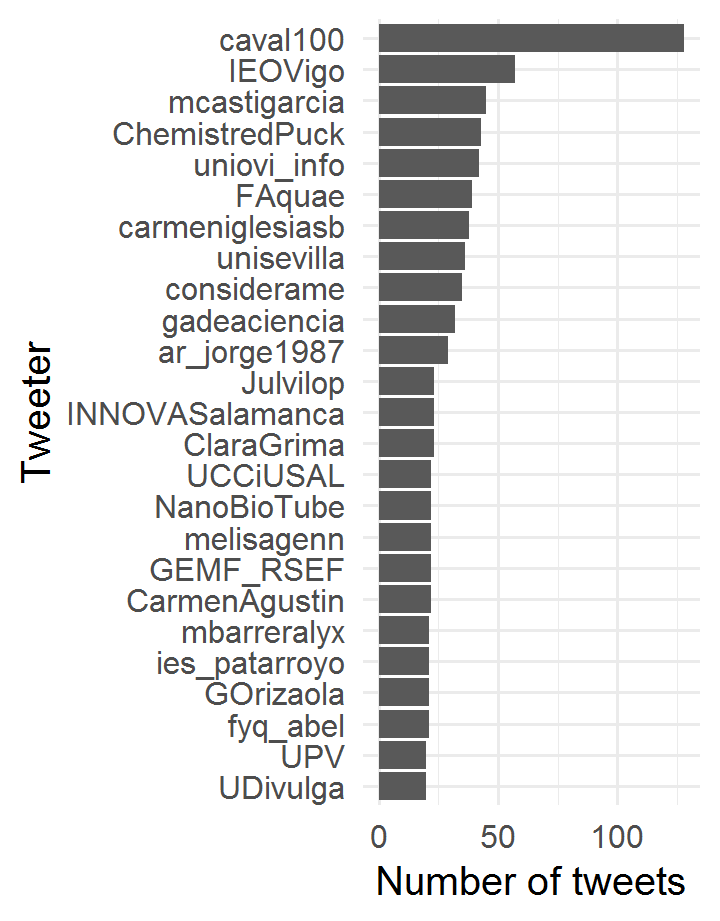 caval100
IEOVigo
mcastigarcia
ChemistredPuck
uniovi_info
FAquae
carmeniglesiasb
unisevilla
considerame
gadeaciencia
ar_jorge1987
Julvilop
INNOVASalamanca
ClaraGrima
UCCiUSAL
NanoBioTube
melisagenn
GEMF_RSEF
CarmenAgustin
mbarreralyx
ies_patarroyo
GOrizaola
fyq_abel
UPV
UDivulga
Tweeter
0 50 100
Number of tweets